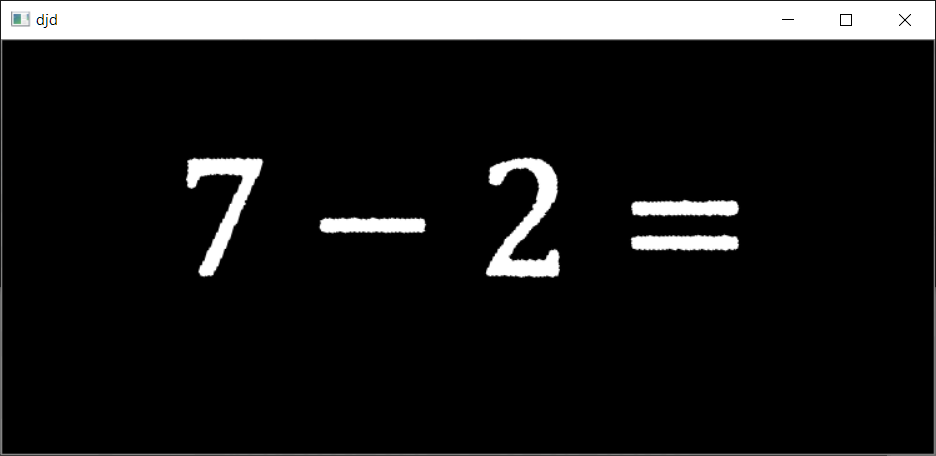 djd
7 − 2 =